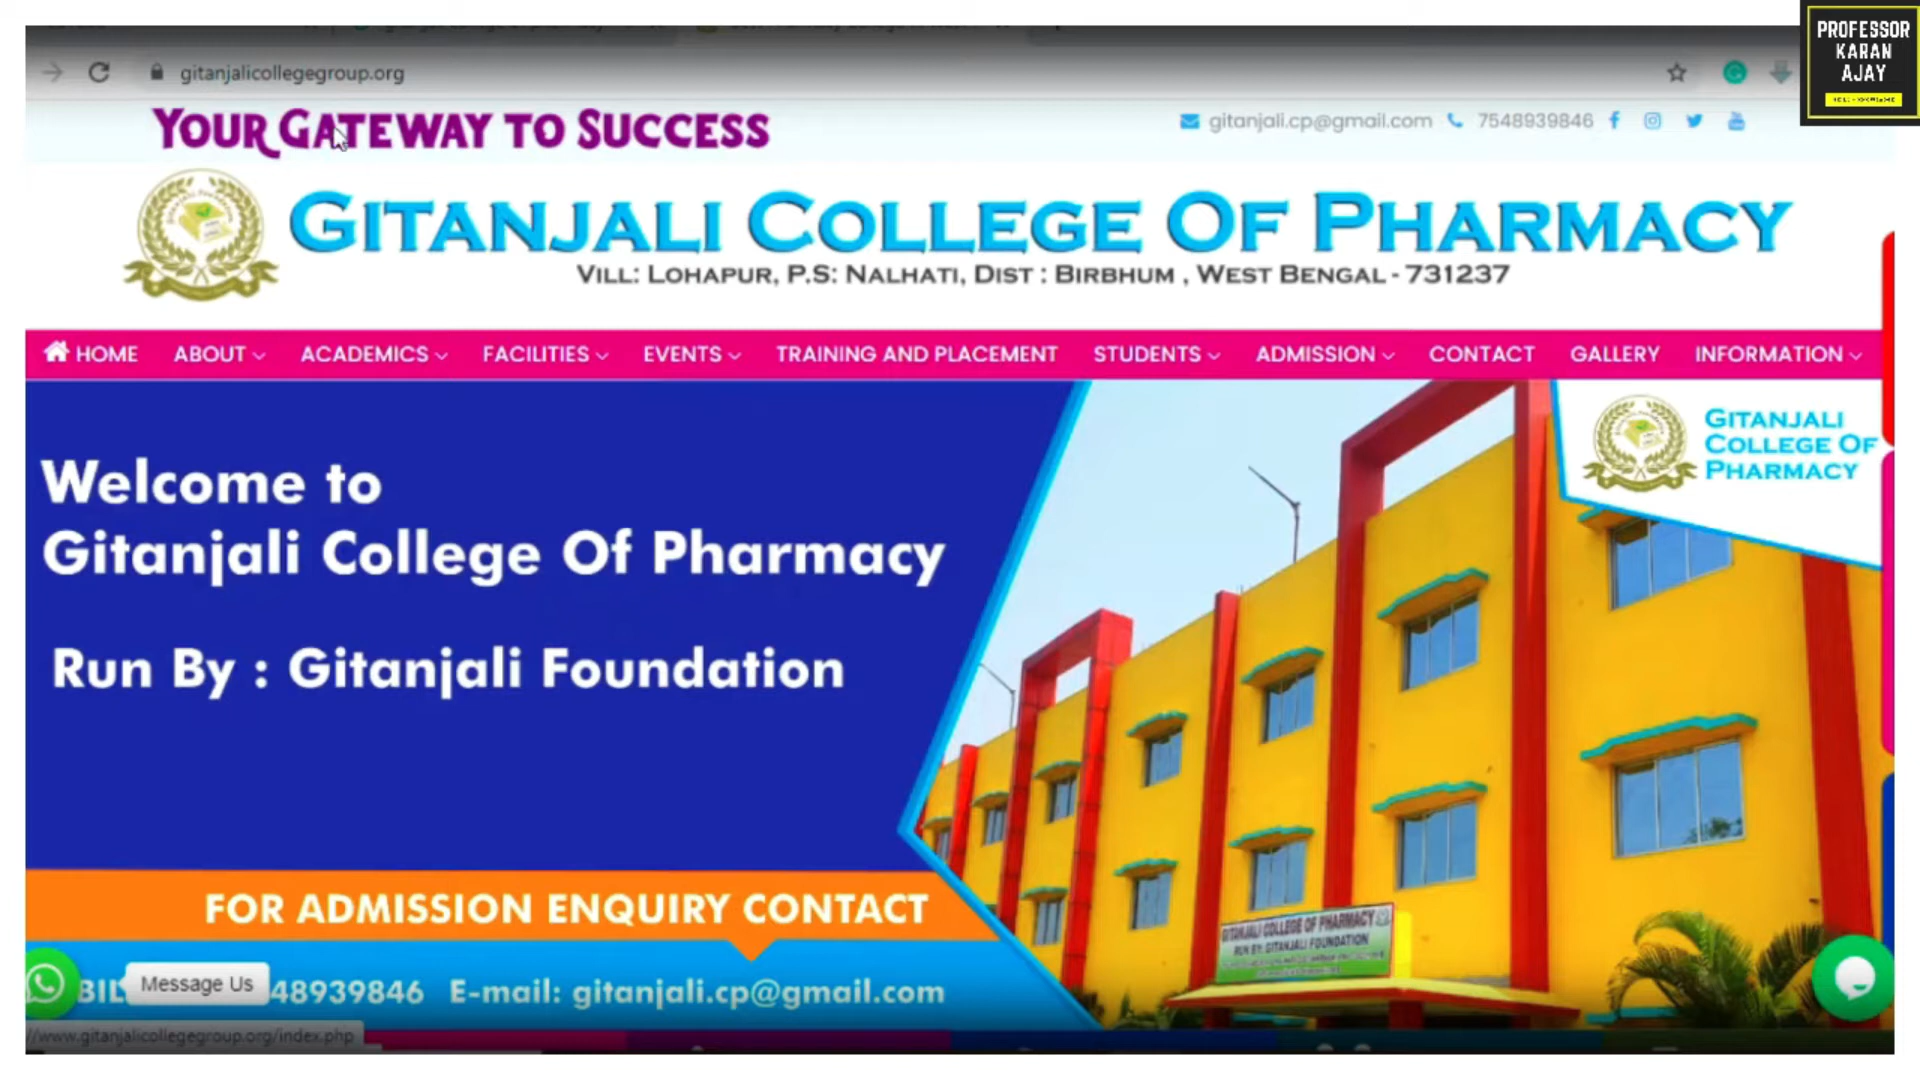 PROFESSOR
KARAN
AJAY
gitanjalicollegegroup.org
YOUR GATEWAY TO SUCCESS
gitanjali.cp@gmail.com 7548939846
GITANJALI COLLEGE OF PHARMACY
VILL: LOHAPUR, P.S: NALHATI, DIST : BIRBHUM , WEST BENGAL - 731237
HOME ABOUT ACADEMICS FACILITIES EVENTS TRAINING AND PLACEMENT STUDENTS ADMISSION CONTACT GALLERY INFORMATION
GITANJALI
COLLEGE OF
PHARMACY
Welcome to
Gitanjali College Of Pharmacy
Run By : Gitanjali Foundation
GITANJALI COLLEGE OF PHARMACY
RUN BY: GITANJALI FOUNDATION
FOR ADMISSION ENQUIRY CONTACT
Message Us
48939846 E-mail: gitanjali.cp@gmail.com
//www.gitanjalicollegegroup.org/index.php